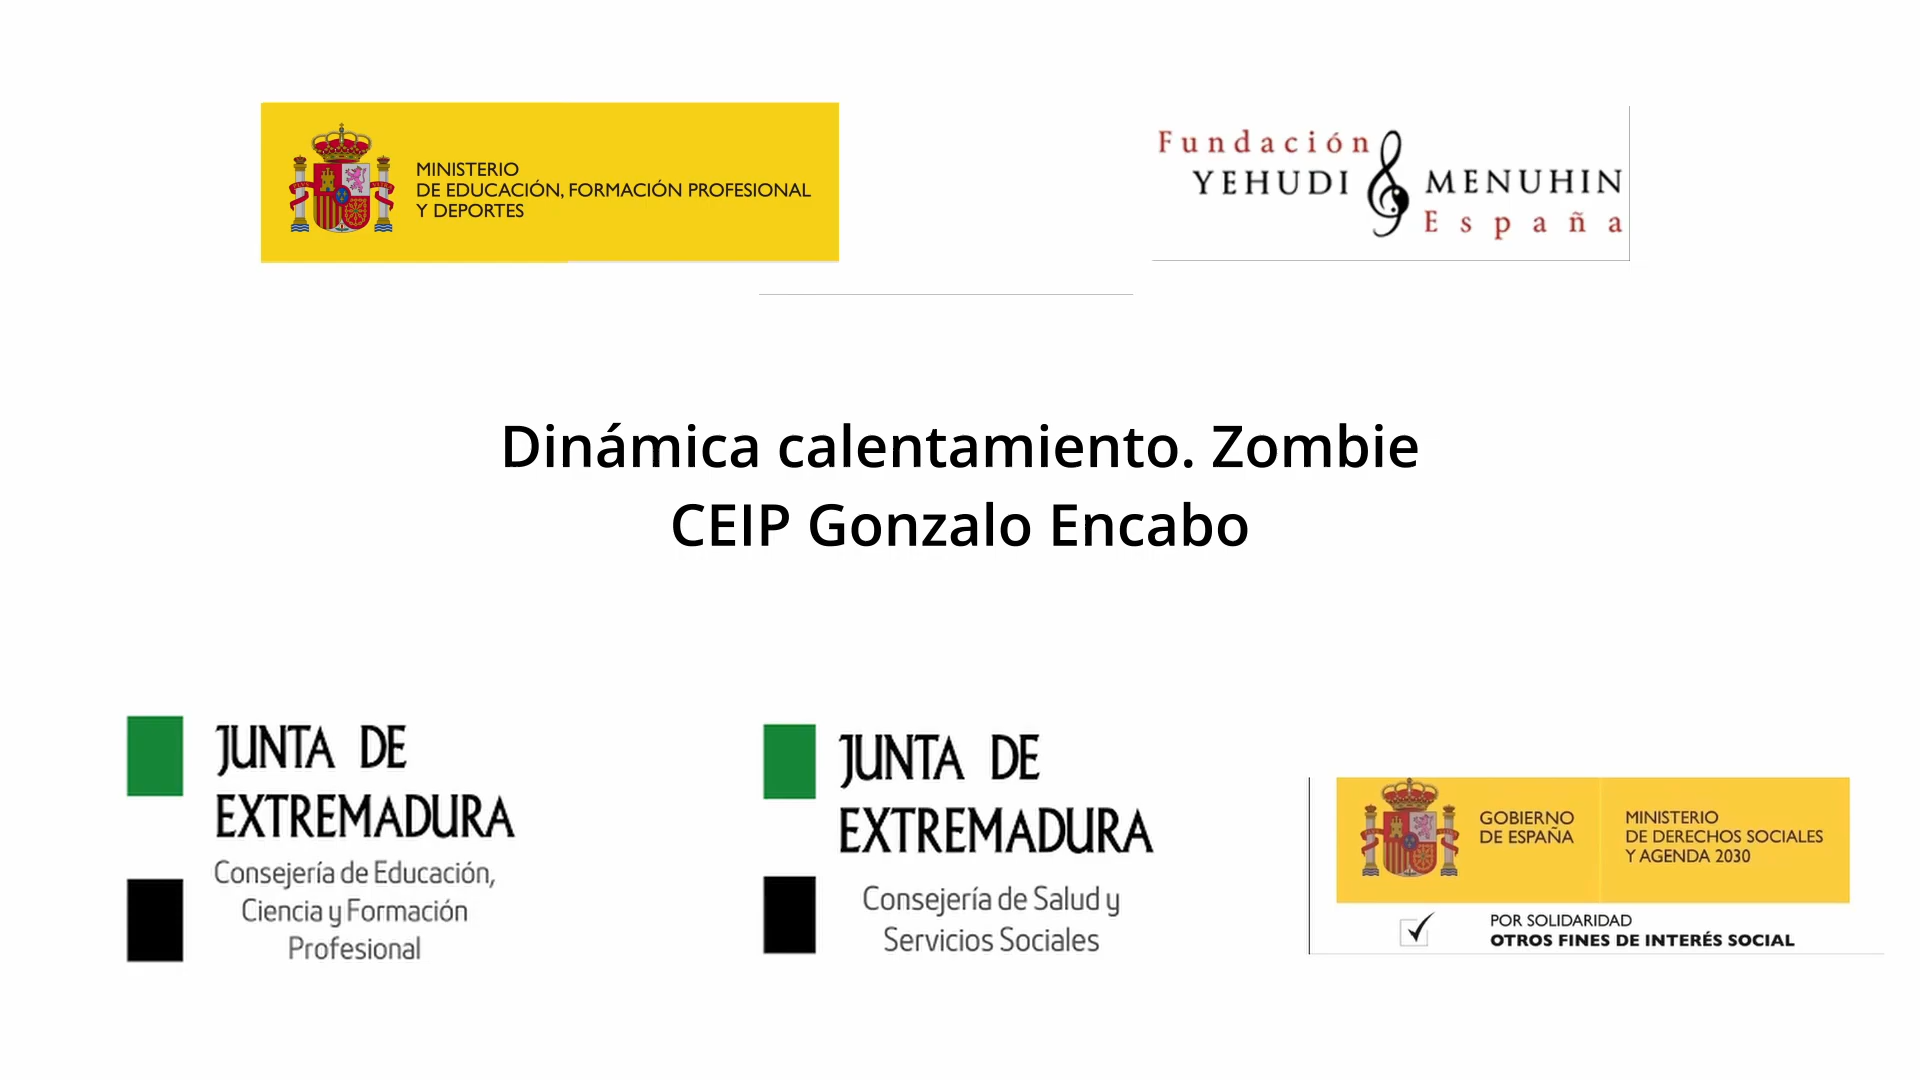 MINISTERIO
DE EDUCACIÓN, FORMACIÓN PROFESIONAL
Y DEPORTES
Fundación
YEHUDI MENUHIN
España
Dinámica calentamiento. Zombie
CEIP Gonzalo Encabo
JUNTA DE
EXTREMADURA
Consejería de Educación,
Ciencia y Formación
Profesional
JUNTA DE
EXTREMADURA
Consejería de Salud y
Servicios Sociales
GOBIERNO
DE ESPAÑA
MINISTERIO
DE DERECHOS SOCIALES
Y AGENDA 2030
POR SOLIDARIDAD
OTROS FINES DE INTERÉS SOCIAL